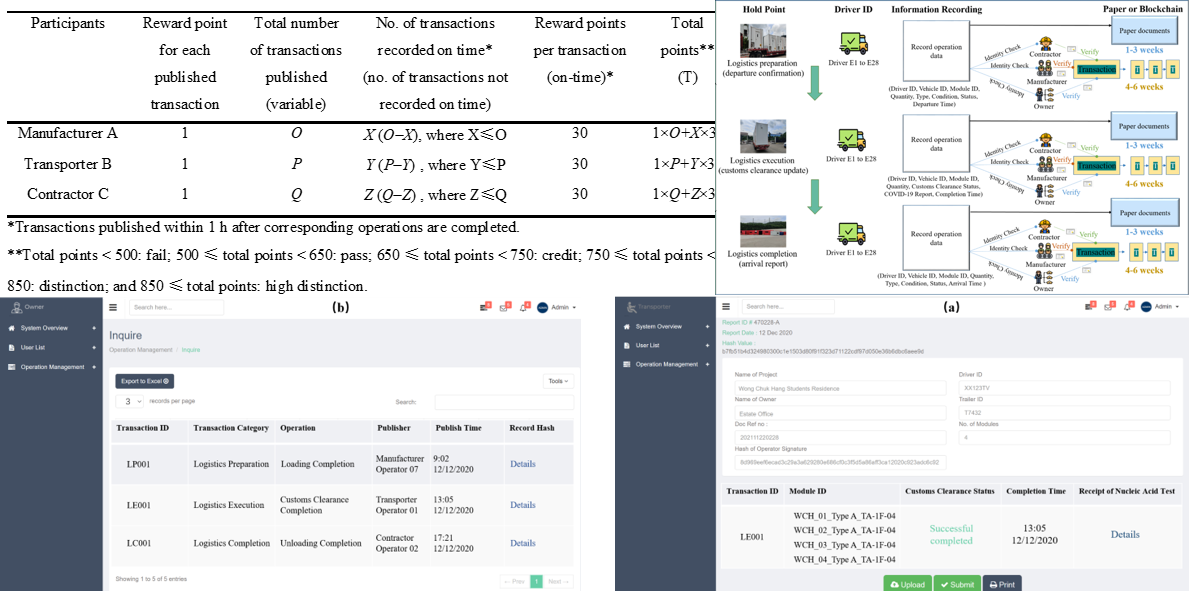 Participants
Reward point for each published transaction
Total number of transactions published (variable)
No. of transactions recorded on time* (no. of transactions not recorded on time)
Reward points per transaction (on-time)*
Total points** (T)
Manufacturer A 1 O X (O−X), where X⩽O 30 1×O+X×3
Transporter B 1 P Y (P−Y) , where Y⩽P 30 1×P+Y×3
Contractor C 1 Q Z (Q−Z) , where Z⩽Q 30 1×Q+Z×3
*Transactions published within 1 h after corresponding operations are completed.
**Total points < 500: fail; 500 ⩽ total points < 650: pass; 650 ⩽ total points < 750: credit; 750 ⩽ total points <
850: distinction; and 850 ⩽ total points: high distinction.
Hold Point Driver ID Information Recording Paper or Blockchain
Logistics preparation
(departure confirmation)
Driver E1 to E28
Record operation
data
(Driver ID, Vehicle ID, Module ID,
Quantity, Type, Condition, Status,
Departure Time)
Identity Check
Identity Check
Identity Check
Contractor
Manufacturer
Owner
Verify
Verify
Verify
Transaction
Paper documents
1-3 weeks
4-6 weeks
Logistics execution
(customs clearance update)
Driver E1 to E28
Record operation
data
(Driver ID, Vehicle ID, Module ID,
Quantity, Customs Clearance Status,
COVID-19 Report, Completion Time)
Identity Check
Identity Check
Identity Check
Contractor
Manufacturer
Owner
Verify
Verify
Verify
Transaction
Paper documents
1-3 weeks
4-6 weeks
Logistics completion
(arrival report)
Driver E1 to E28
Record operation
data
(Driver ID, Vehicle ID, Module ID, Quantity,
Type, Condition, Status, Arrival Time)
Identity Check
Identity Check
Identity Check
Contractor
Manufacturer
Owner
Verify
Verify
Verify
Transaction
Paper documents
1-3 weeks
4-6 weeks
Owner
System Overview
User List
Operation Management
Search here...
(b)
Admin
Inquire
Operation Management / Inquire
Export to Excel
Tools
3 records per page
Search:
Transaction ID Transaction Category Operation Publisher Publish Time Record Hash
LP001 Logistics Preparation Loading Completion Manufacturer Operator 07 9:02 12/12/2020 Details
LE001 Logistics Execution Customs Clearance Completion Transporter Operator 01 13:05 12/12/2020 Details
LC001 Logistics Completion Unloading Completion Contractor Operator 02 17:21 12/12/2020 Details
Showing 1 to 5 of 5 entries
← Prev 1 Next →
Transporter
System Overview
User List
Operation Management
Search here...
(a)
Admin
Report ID # 470228-A
Report Date : 12 Dec 2020
Hash Value :
Name of Project
Wong Chuk Hang Students Residence
Driver ID
XX123TV
Name of Owner
Estate Office
Trailer ID
T7432
Doc Ref no :
202111220228
No. of Modules
4
Hash of Operator Signature
Transaction ID Module ID Customs Clearance Status Completion Time Receipt of Nucleic Acid Test
LE001
WCH_01_Type A_TA-1F-04
WCH_02_Type A_TA-1F-04
WCH_03_Type A_TA-1F-04
WCH_04_Type A_TA-1F-04
Successful
completed
13:05
12/12/2020
Details
Upload Submit Print